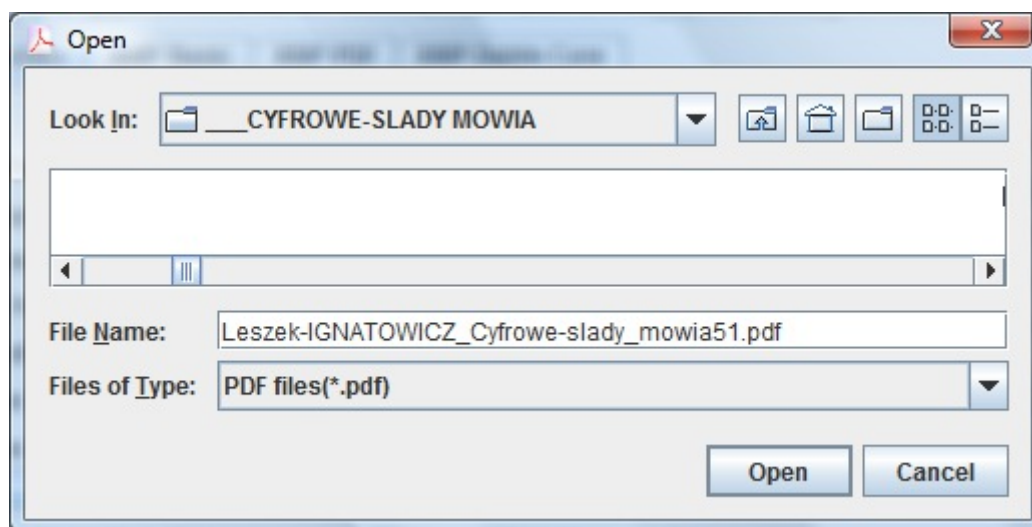 Open
Look In: ___CYFROWE-SLADY MOWIA
File Name: Leszek-IGNATOWICZ_Cyfrowe-slady_mowia51.pdf
Files of Type: PDF files(*.pdf)
Open Cancel